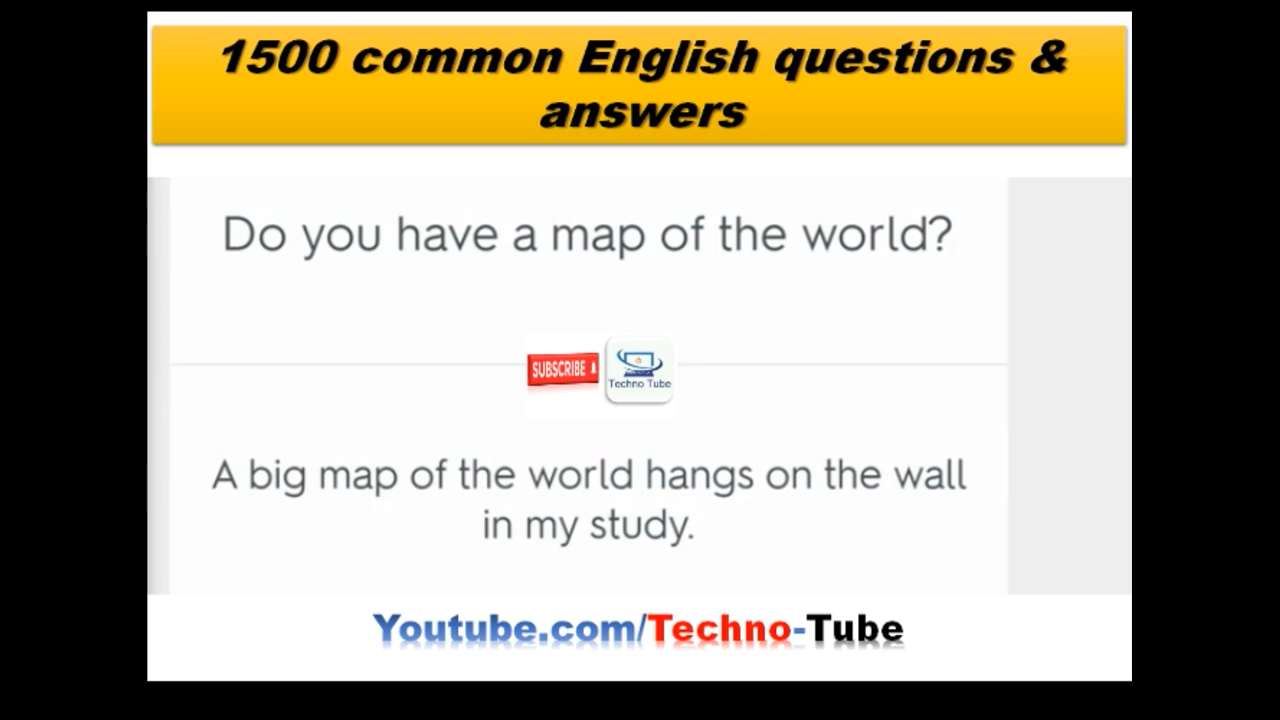 1500 common English questions &
answers
Do you have a map of the world?
SUBSCRIBE
Techno Tube
A big map of the world hangs on the wall
in my study.
Youtube.com/Techno-Tube